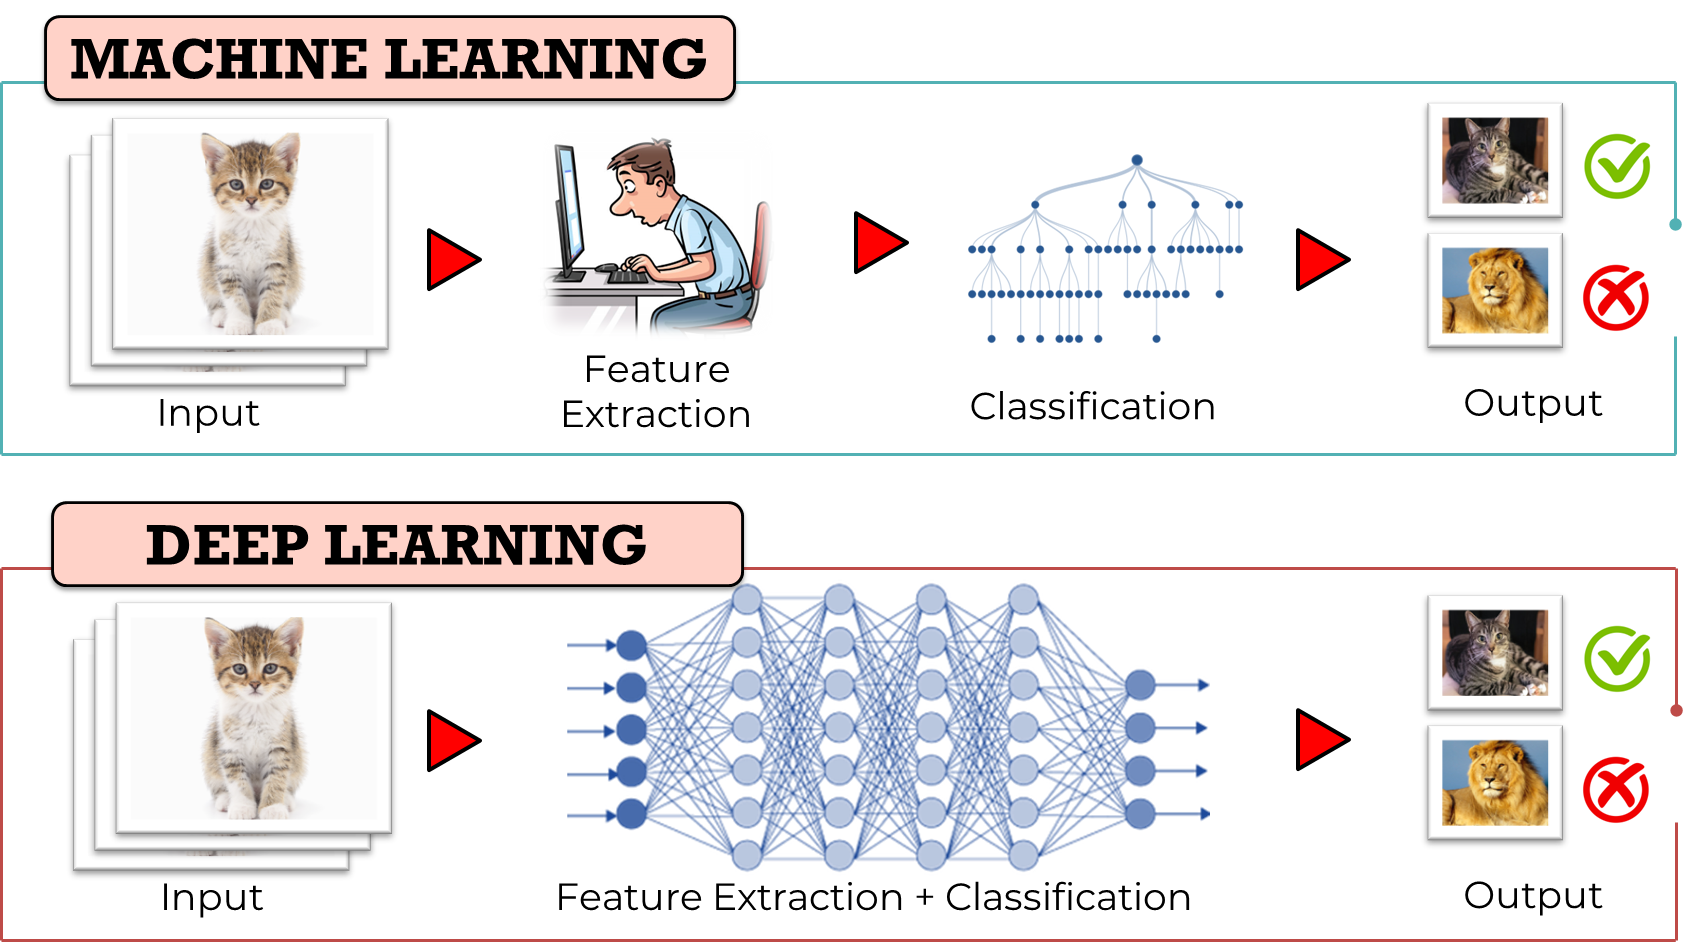 MACHINE LEARNING
Input
Feature
Extraction
Classification
Output
DEEP LEARNING
Input
Feature Extraction + Classification
Output